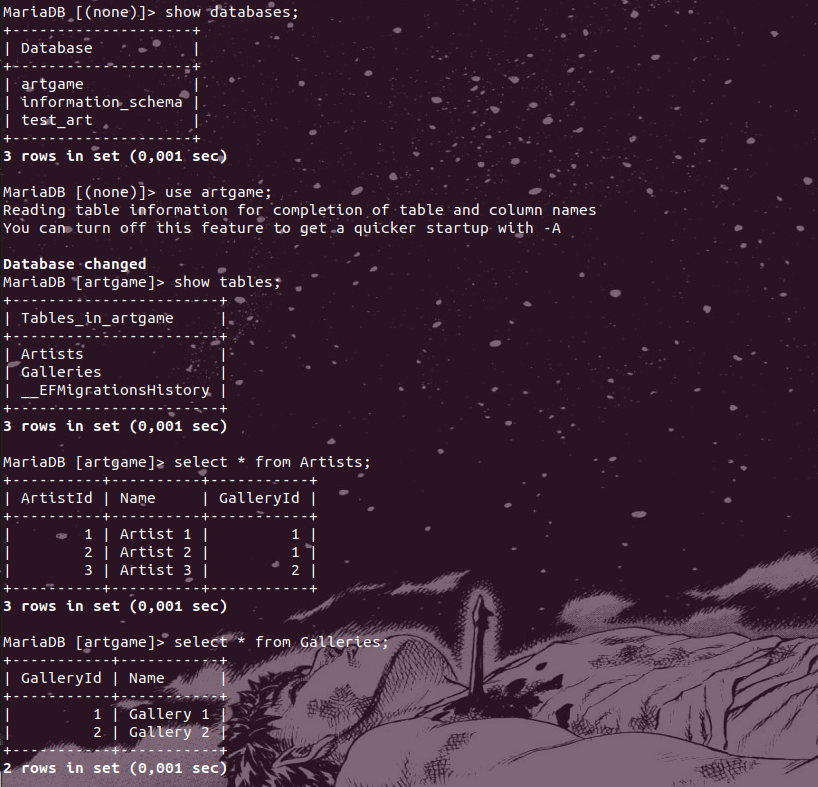 MariaDB [(none)]> show databases;
+--------------------+
| Database           |
+--------------------+
| artgame            |
| information_schema |
| test_art           |
+--------------------+
3 rows in set (0,001 sec)
MariaDB [(none)]> use artgame;
Reading table information for completion of table and column names
You can turn off this feature to get a quicker startup with -A
Database changed
MariaDB [artgame]> show tables;
+-----------------------+
| Tables_in_artgame     |
+-----------------------+
| Artists               |
| Galleries             |
| __EFMigrationsHistory |
+-----------------------+
3 rows in set (0,001 sec)
MariaDB [artgame]> select * from Artists;
+----------+----------+-----------+
| ArtistId | Name     | GalleryId |
+----------+----------+-----------+
|        1 | Artist 1 |         1 |
|        2 | Artist 2 |         1 |
|        3 | Artist 3 |         2 |
+----------+----------+-----------+
3 rows in set (0,001 sec)
MariaDB [artgame]> select * from Galleries;
+-----------+-----------+
| GalleryId | Name      |
+-----------+-----------+
|         1 | Gallery 1 |
|         2 | Gallery 2 |
+-----------+-----------+
2 rows in set (0,001 sec)